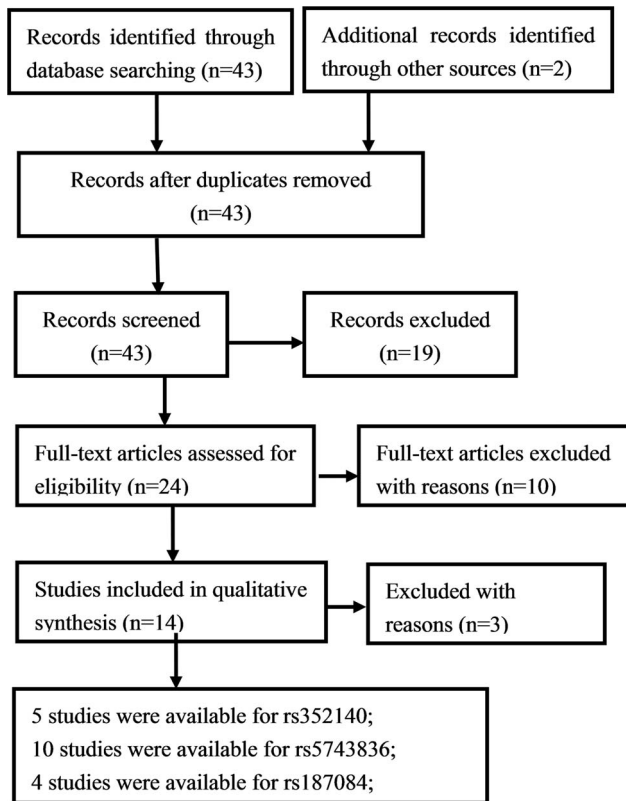 Records identified through
database searching (n=43)
Additional records identified
through other sources (n=2)
Records after duplicates removed
(n=43)
Records screened
(n=43)
Records excluded
(n=19)
Full-text articles assessed for
eligibility (n=24)
Full-text articles excluded
with reasons (n=10)
Studies included in qualitative
synthesis (n=14)
Excluded with
reasons (n=3)
5 studies were available for rs352140;
10 studies were available for rs5743836;
4 studies were available for rs187084;